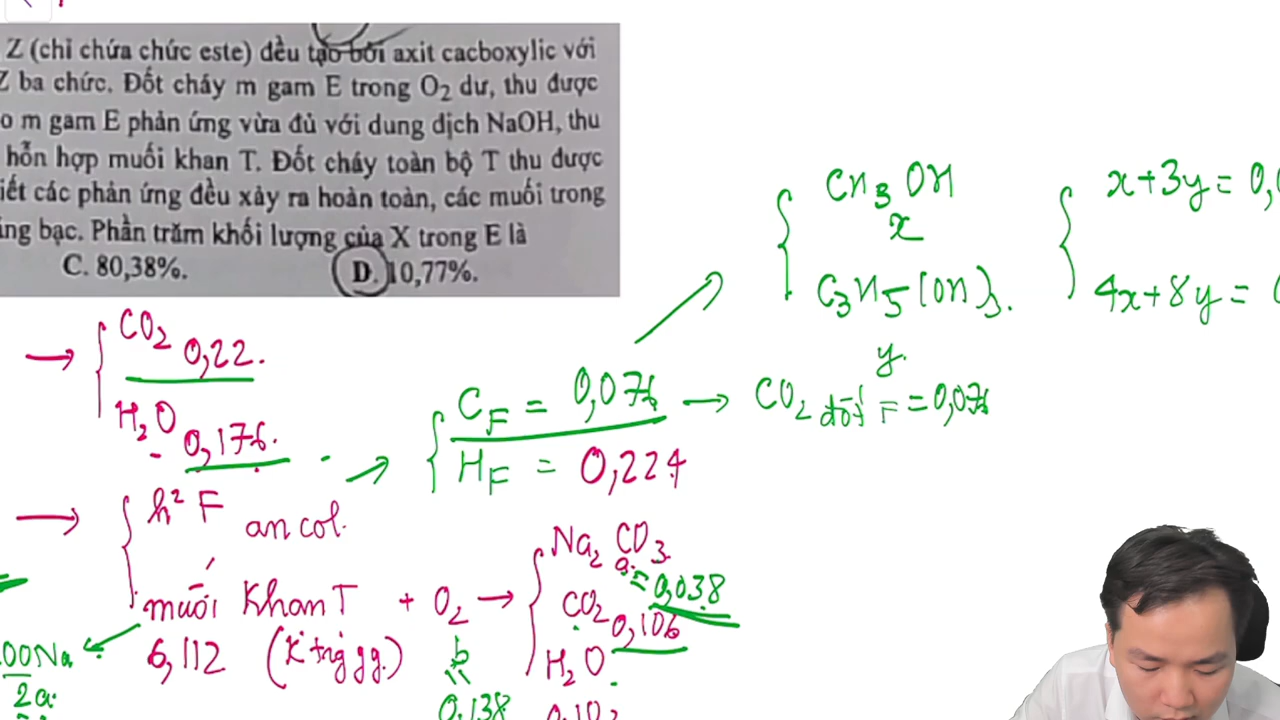 Z (chỉ chứa chức este) đều tạo bởi axit cacboxylic với
Z ba chức. Đốt cháy m gam E trong O2 dư, thu được
o m gam E phản ứng vừa đủ với dung dịch NaOH, thu
hỗn hợp muối khan T. Đốt cháy toàn bộ T thu được
iết các phản ứng đều xảy ra hoàn toàn, các muối trong
áng bạc. Phần trăm khối lượng của X trong E là
C. 80,38%. D. 10,77%.
CH3OH
x
C3H5(OH)3.
y.
x+3y = 0,0
4x+8y =
→ CO2 0,22.
H2O 0,176.
CF = 0,076 → CO2 đốt F = 0,076
HF = 0,224
→ h² F ancol.
muối khan T + O2 → Na2CO3
a = 0,038
CO2 0,106
H2O
6,112 (K tráng gg.) b
0,138
OONa
2a